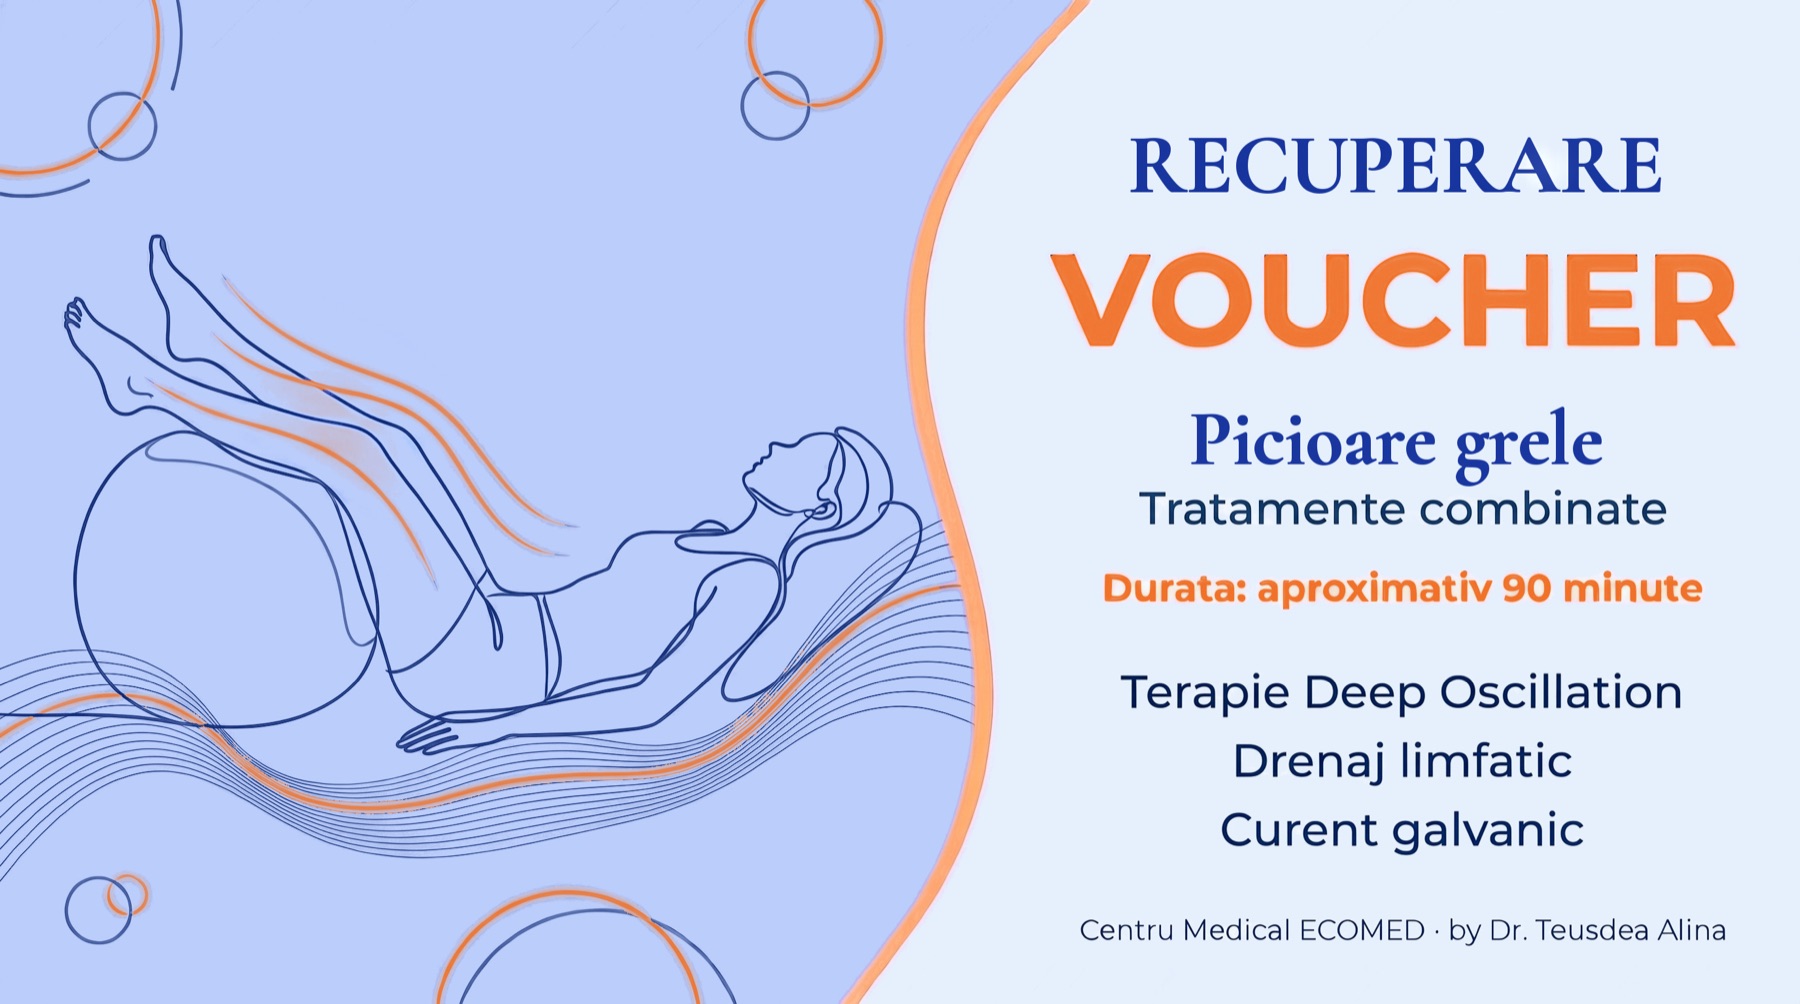 RECUPERARE
VOUCHER
Picioare grele
Tratamente combinate
Durata: aproximativ 90 minute
Terapie Deep Oscillation
Drenaj limfatic
Curent galvanic
Centru Medical ECOMED · by Dr. Teusdea Alina